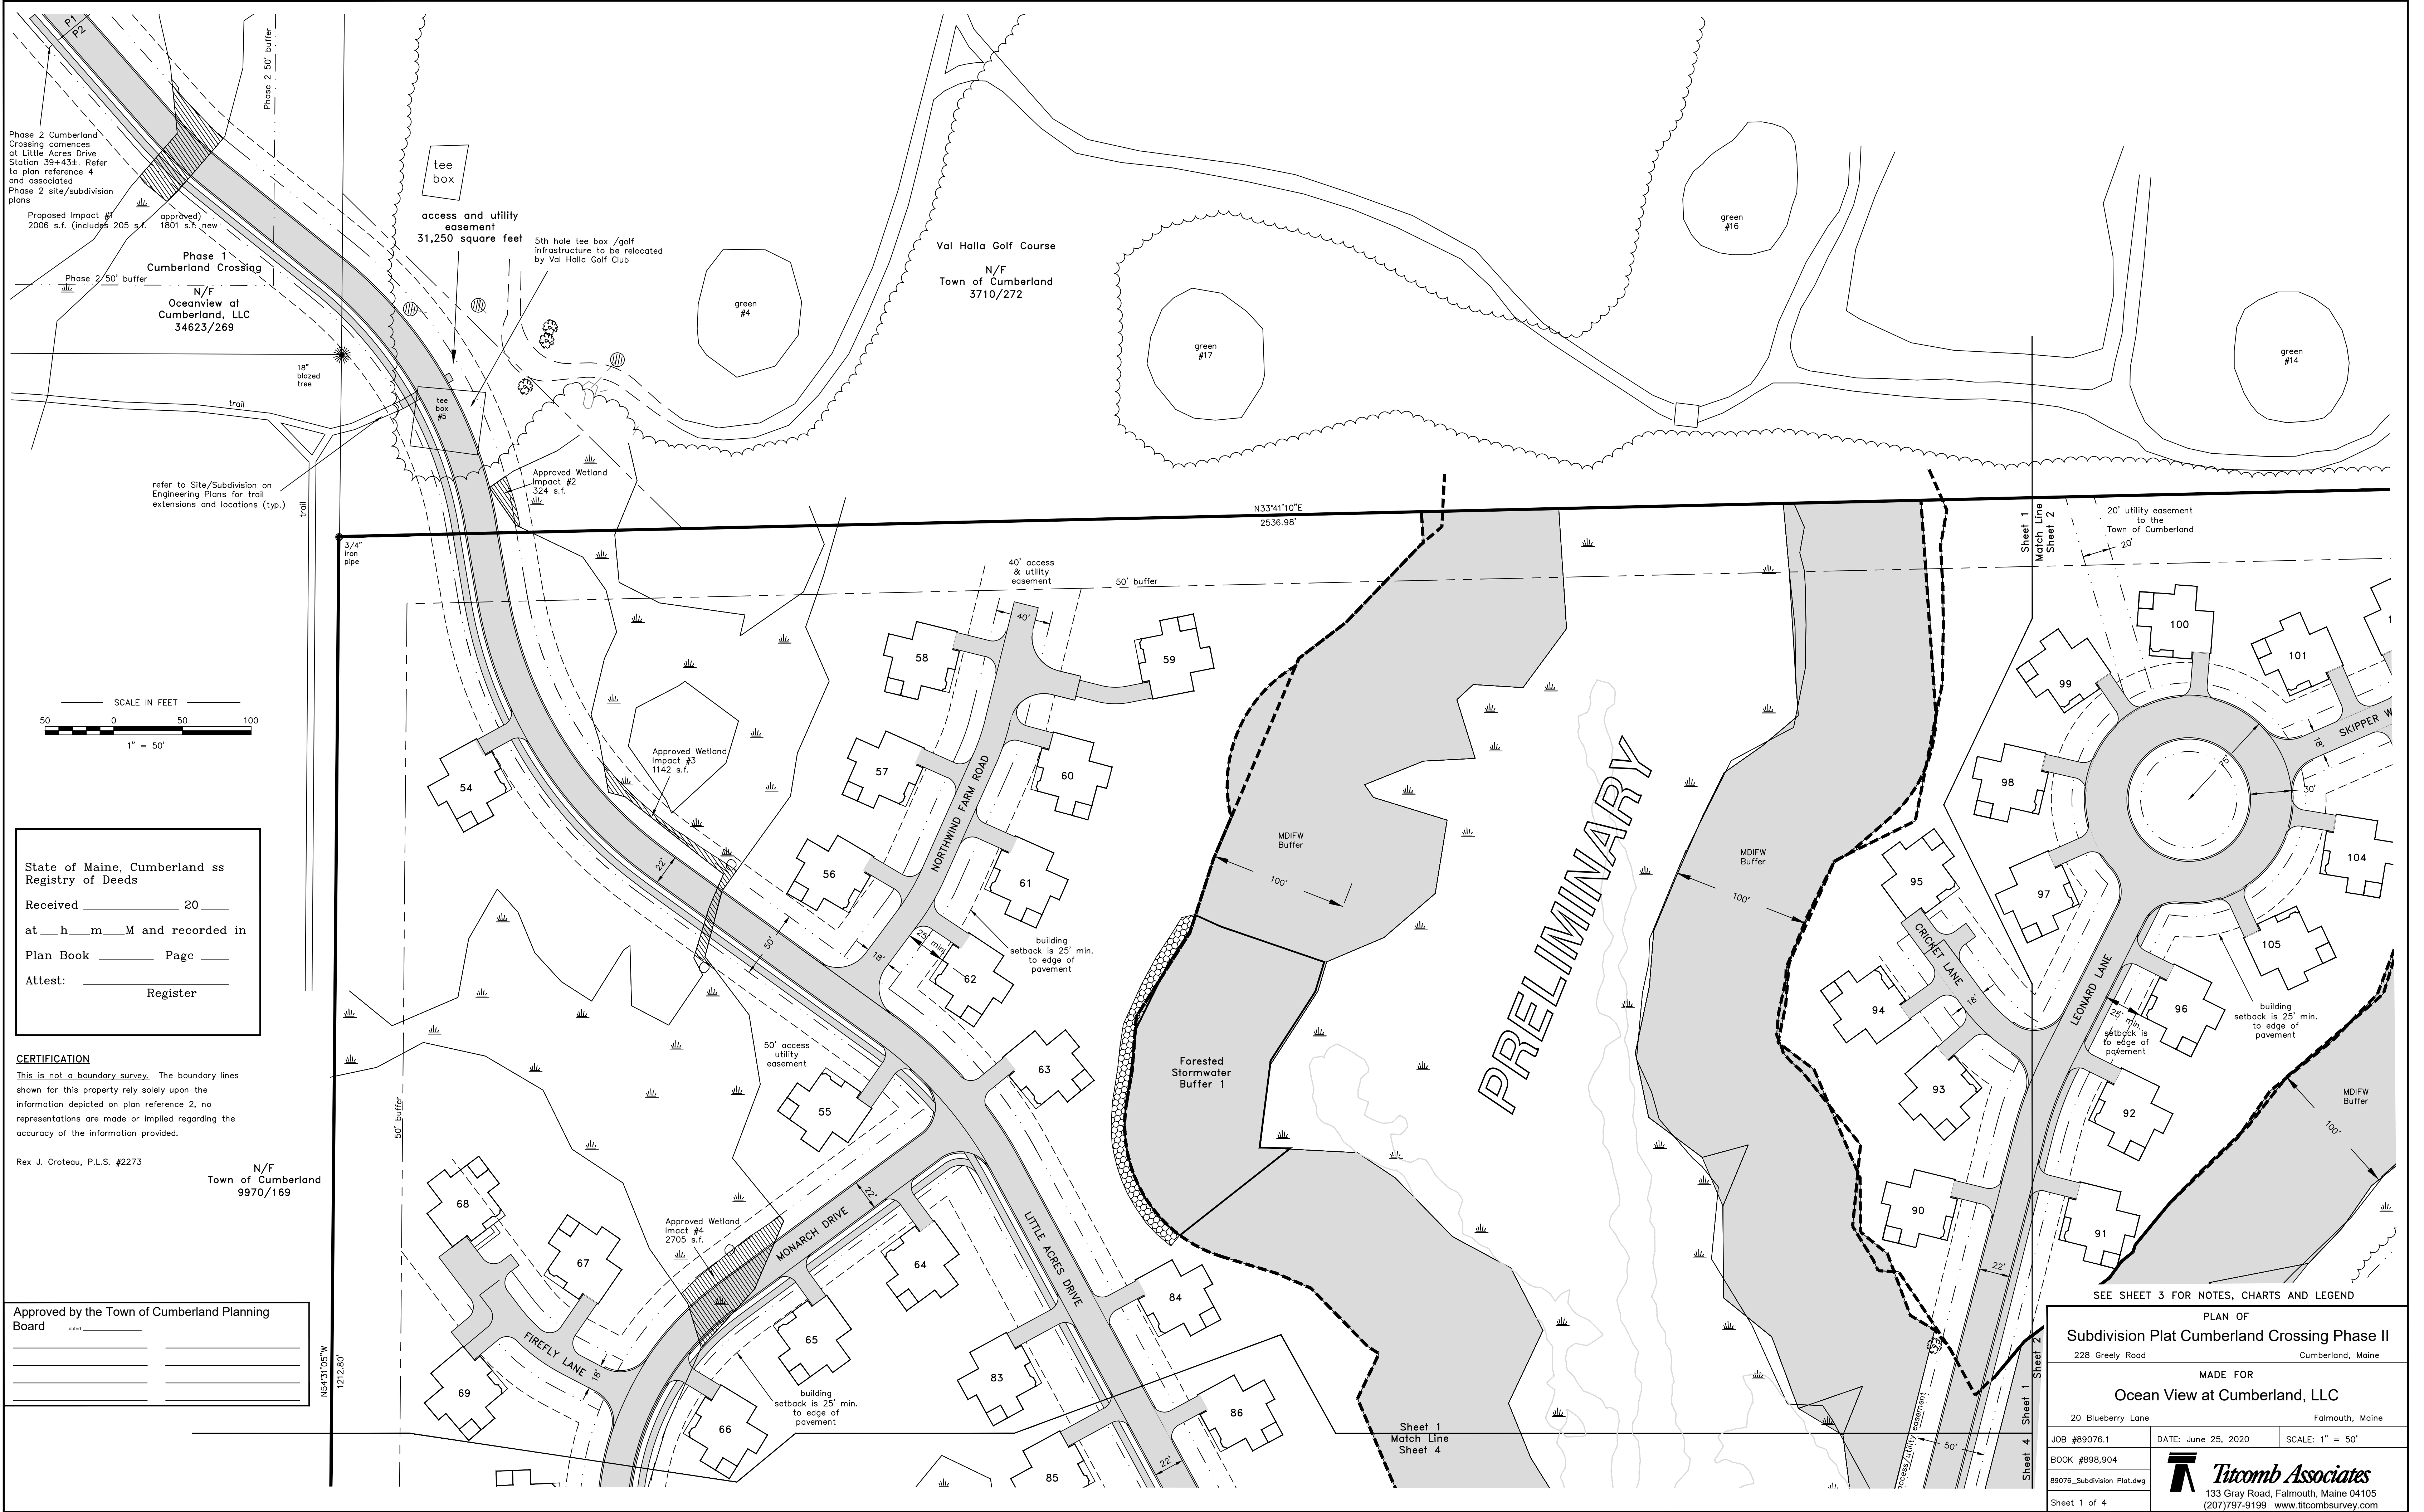 P1
P2
Phase 2 50' buffer
Phase 2 Cumberland
Crossing comences
at Little Acres Drive
Station 39+43±. Refer
to plan reference 4
and associated
Phase 2 site/subdivision
plans
Proposed Impact #1
2006 s.f. (includes 205 s.f.
approved)
1801 s.f. new
Phase 1
Cumberland Crossing
Phase 2 50' buffer
N/F
Oceanview at
Cumberland, LLC
34623/269
18"
blazed
tree
trail
trail
refer to Site/Subdivision on
Engineering Plans for trail
extensions and locations (typ.)
tee
box
access and utility
easement
31,250 square feet
5th hole tee box /golf
infrastructure to be relocated
by Val Halla Golf Club
tee
box
#5
green
#4
Val Halla Golf Course
N/F
Town of Cumberland
3710/272
green
#17
green
#16
green
#14
Approved Wetland
Impact #2
324 s.f.
3/4"
iron
pipe
N33°41'10"E
2536.98'
40' access
& utility
easement
50' buffer
40'
Sheet 1
Match Line
Sheet 2
20' utility easement
to the
Town of Cumberland
20'
SCALE IN FEET
50 0 50 100
1" = 50'
54
58
59
57
60
56
61
62
63
55
NORTHWIND FARM ROAD
Approved Wetland
Impact #3
1142 s.f.
22'
50'
18'
25' min.
building
setback is 25' min.
to edge of
pavement
50' access
utility
easement
MDIFW
Buffer
100'
Forested
Stormwater
Buffer 1
PRELIMINARY
MDIFW
Buffer
100'
100
101
99
98
97
104
105
75'
30'
18'
SKIPPER W
95
94
93
96
92
90
91
CRICKET LANE
18'
LEONARD LANE
25' min.
setback is
to edge of
pavement
building
setback is 25' min.
to edge of
pavement
MDIFW
Buffer
100'
22'
State of Maine, Cumberland ss
Registry of Deeds
Received ______ 20 ___
at__h___m___M and recorded in
Plan Book ______ Page ___
Attest: ______
Register
CERTIFICATION
This is not a boundary survey. The boundary lines
shown for this property rely solely upon the
information depicted on plan reference 2, no
representations are made or implied regarding the
accuracy of the information provided.
Rex J. Croteau, P.L.S. #2273
N/F
Town of Cumberland
9970/169
50' buffer
Approved by the Town of Cumberland Planning
Board dated ______
N54°31'05"W
1212.80'
68
67
69
FIREFLY LANE
18'
Approved Wetland
Imact #4
2705 s.f.
MONARCH DRIVE
22'
64
65
66
building
setback is 25' min.
to edge of
pavement
LITTLE ACRES DRIVE
84
83
86
85
22'
Sheet 1
Match Line
Sheet 4
access/utility easement
50'
Sheet 4 Sheet 1
Sheet 2
SEE SHEET 3 FOR NOTES, CHARTS AND LEGEND
PLAN OF
Subdivision Plat Cumberland Crossing Phase II
228 Greely Road Cumberland, Maine
MADE FOR
Ocean View at Cumberland, LLC
20 Blueberry Lane Falmouth, Maine
JOB #89076.1 DATE: June 25, 2020 SCALE: 1" = 50'
BOOK #898,904
89076_Subdivision Plat.dwg
Sheet 1 of 4
Titcomb Associates
133 Gray Road, Falmouth, Maine 04105
(207)797-9199 www.titcombsurvey.com